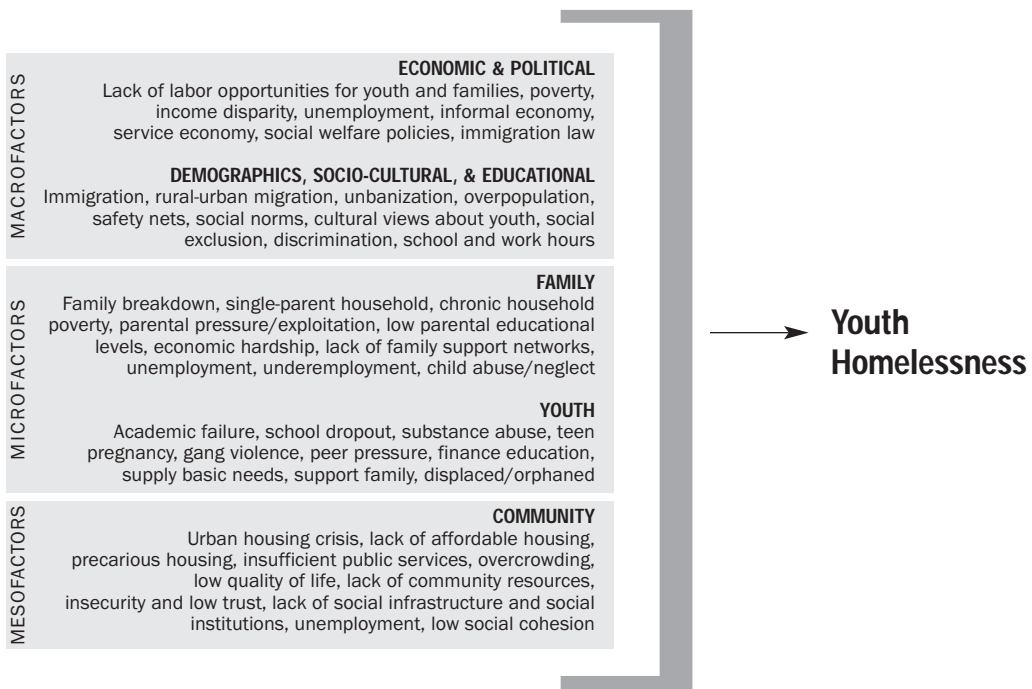 MACROFACTORS
ECONOMIC & POLITICAL
Lack of labor opportunities for youth and families, poverty,
income disparity, unemployment, informal economy,
service economy, social welfare policies, immigration law
DEMOGRAPHICS, SOCIO-CULTURAL, & EDUCATIONAL
Immigration, rural-urban migration, unbanization, overpopulation,
safety nets, social norms, cultural views about youth, social
exclusion, discrimination, school and work hours
MICROFACTORS
FAMILY
Family breakdown, single-parent household, chronic household
poverty, parental pressure/exploitation, low parental educational
levels, economic hardship, lack of family support networks,
unemployment, underemployment, child abuse/neglect
YOUTH
Academic failure, school dropout, substance abuse, teen
pregnancy, gang violence, peer pressure, finance education,
supply basic needs, support family, displaced/orphaned
MESOFACTORS
COMMUNITY
Urban housing crisis, lack of affordable housing,
precarious housing, insufficient public services, overcrowding,
low quality of life, lack of community resources,
insecurity and low trust, lack of social infrastructure and social
institutions, unemployment, low social cohesion
Youth
Homelessness